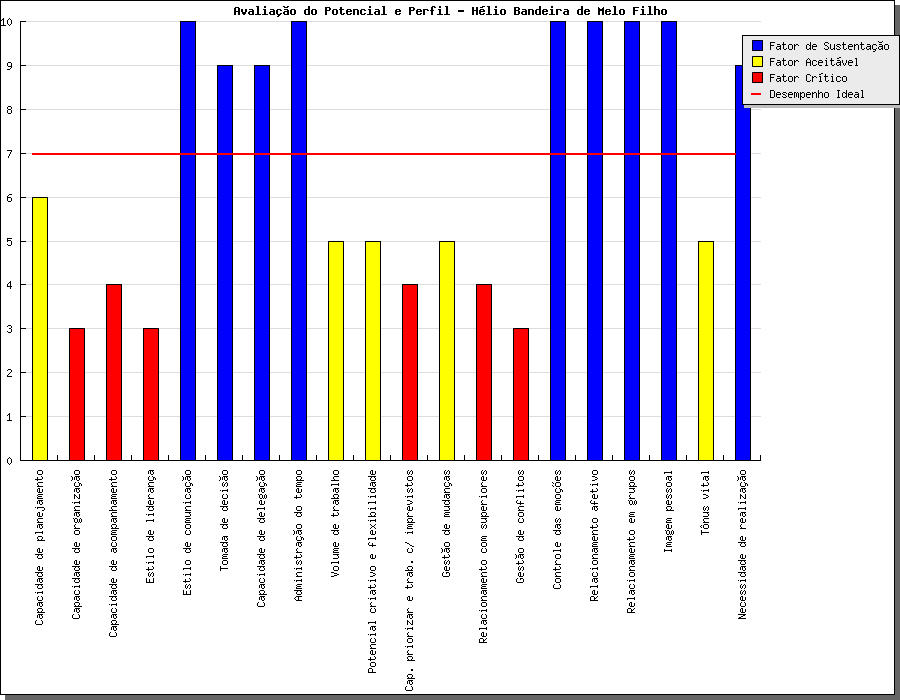 Avaliação do Potencial e Perfil - Hélio Bandeira de Melo Filho
Fator de Sustentação
Fator Aceitável
Fator Crítico
Desempenho Ideal
10
9
8
7
6
5
4
3
2
1
0
Capacidade de planejamento
Capacidade de organização
Capacidade de acompanhamento
Estilo de liderança
Estilo de comunicação
Tomada de decisão
Capacidade de delegação
Administração do tempo
Volume de trabalho
Potencial criativo e flexibilidade
Cap. priorizar e trab. c/ imprevistos
Gestão de mudanças
Relacionamento com superiores
Gestão de conflitos
Controle das emoções
Relacionamento afetivo
Relacionamento em grupos
Imagem pessoal
Tônus vital
Necessidade de realização